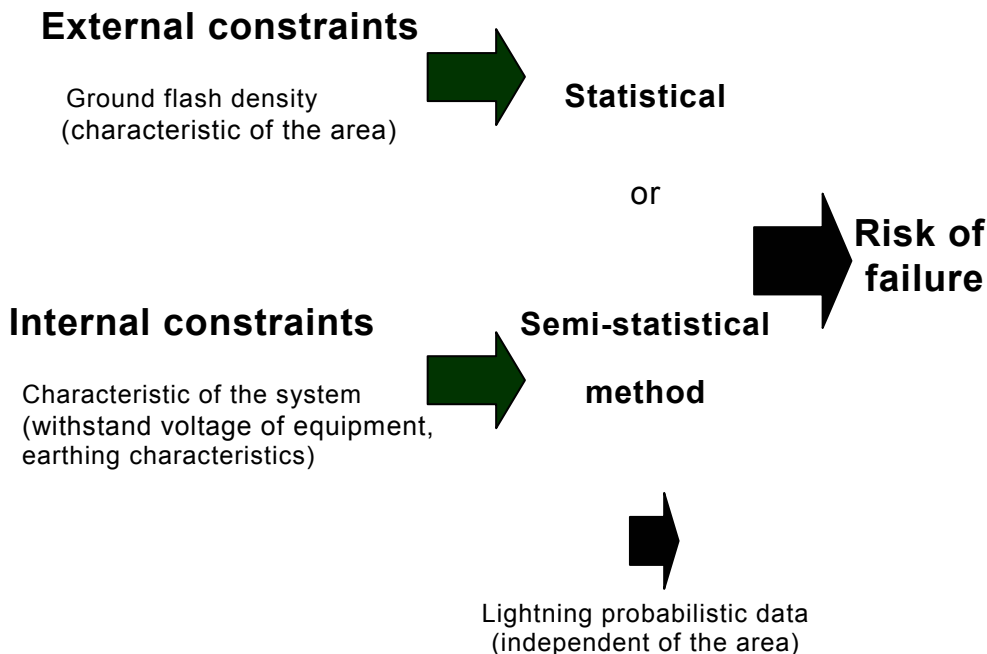 External constraints
Ground flash density
(characteristic of the area)
Statistical
or
Risk of
failure
Internal constraints
Semi-statistical
method
Characteristic of the system
(withstand voltage of equipment,
earthing characteristics)
Lightning probabilistic data
(independent of the area)